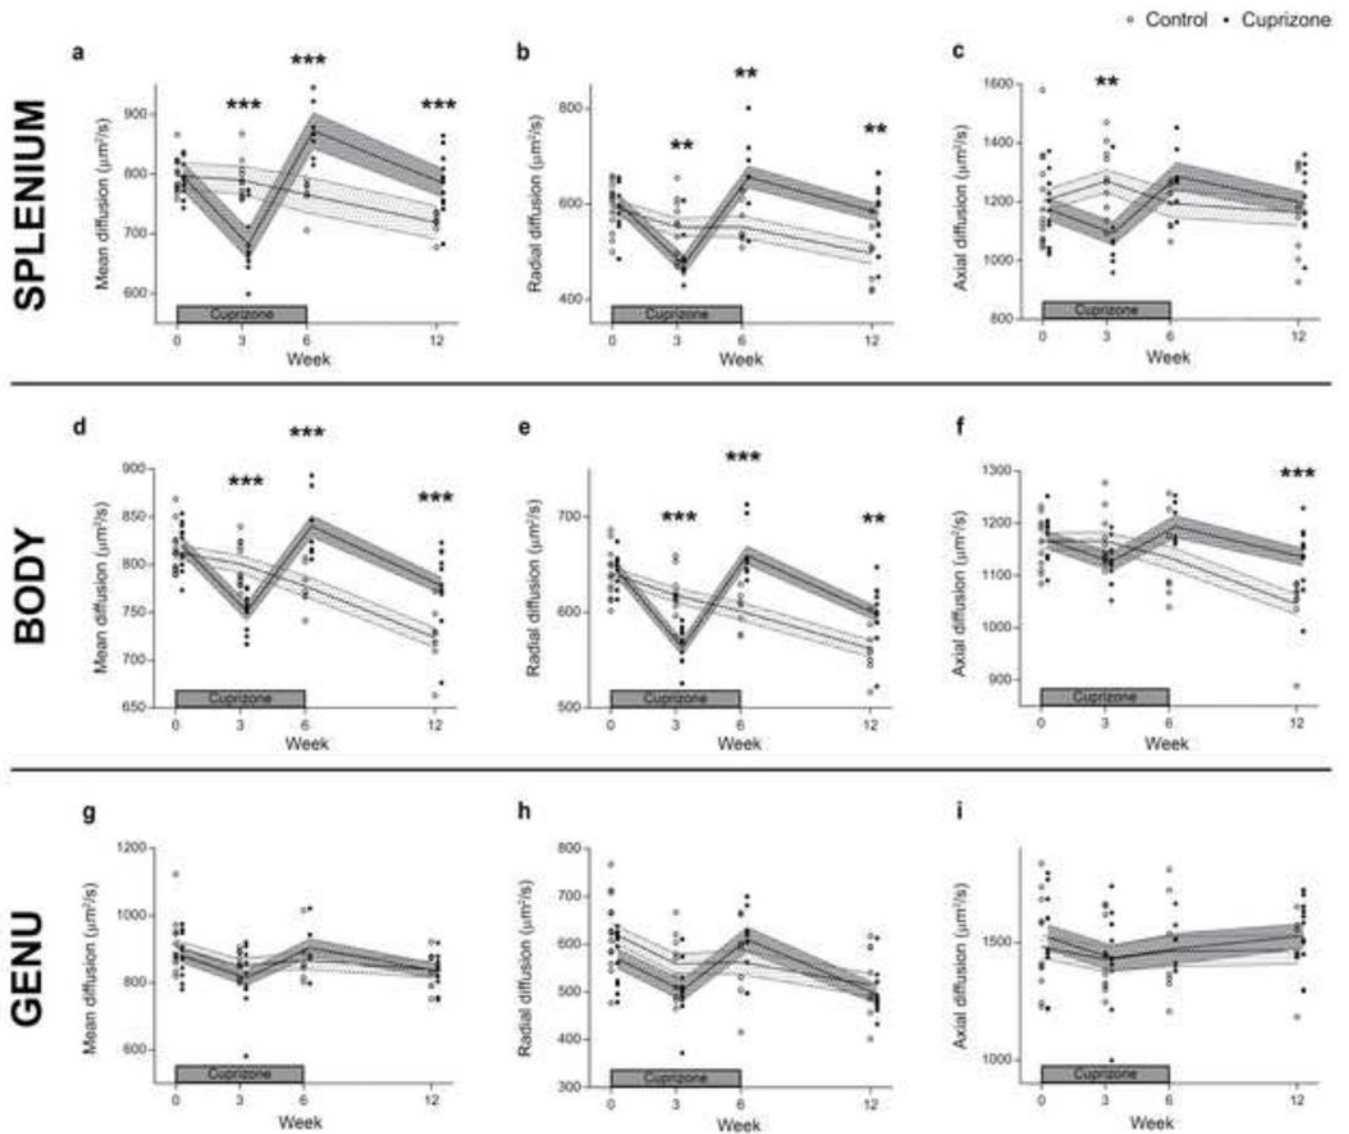 Control Cuprizone
SPLENIUM
a
***
***
***
Mean diffusion (μm²/s)
900
800
700
600
Cuprizone
0 3 6 12
Week
b
**
**
**
Radial diffusion (μm²/s)
800
600
400
Cuprizone
0 3 6 12
Week
c
**
Axial diffusion (μm²/s)
1600
1400
1200
1000
800
Cuprizone
0 3 6 12
Week
BODY
d
***
***
***
Mean diffusion (μm²/s)
900
850
800
750
700
650
Cuprizone
0 3 6 12
Week
e
***
***
**
Radial diffusion (μm²/s)
700
600
500
Cuprizone
0 3 6 12
Week
f
***
Axial diffusion (μm²/s)
1300
1200
1100
1000
900
Cuprizone
0 3 6 12
Week
GENU
g
Mean diffusion (μm²/s)
1200
1000
800
600
Cuprizone
0 3 6 12
Week
h
Radial diffusion (μm²/s)
800
700
600
500
400
300
Cuprizone
0 3 6 12
Week
i
Axial diffusion (μm²/s)
1500
1000
Cuprizone
0 3 6 12
Week